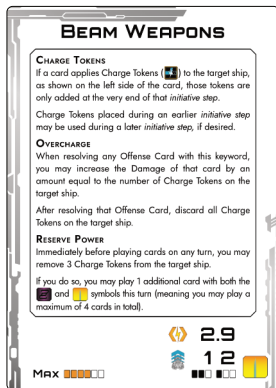 BEAM WEAPONS
CHARGE TOKENS
If a card applies Charge Tokens ( ) to the target ship,
as shown on the left side of the card, those tokens are
only added at the very end of that initiative step.
Charge Tokens placed during an earlier initiative step
may be used during a later initiative step, if desired.
OVERCHARGE
When resolving any Offense Card with this keyword,
you may increase the Damage of that card by an
amount equal to the number of Charge Tokens on the
target ship.
After resolving that Offense Card, discard all Charge
Tokens on the target ship.
RESERVE POWER
Immediately before playing cards on any turn, you may
remove 3 Charge Tokens from the target ship.
If you do so, you may play 1 additional card with both the
and symbols this turn (meaning you may play a
maximum of 4 cards in total).
2.9
12
MAX